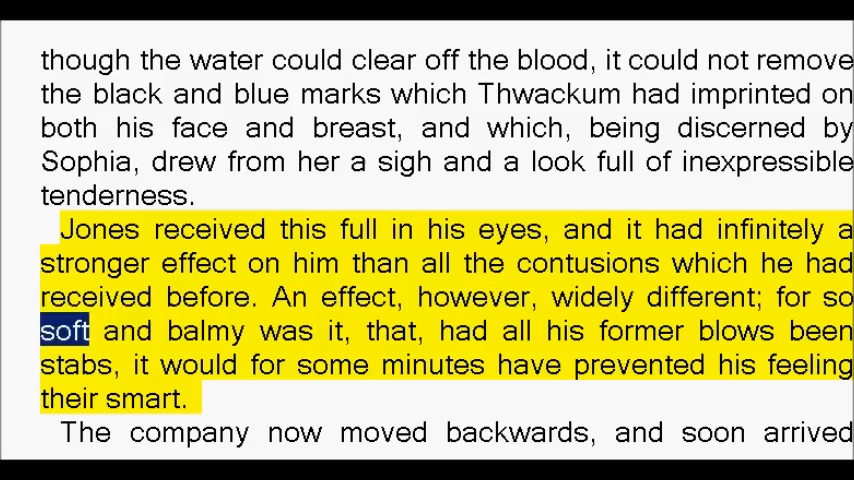 though the water could clear off the blood, it could not remove
the black and blue marks which Thwackum had imprinted on
both his face and breast, and which, being discerned by
Sophia, drew from her a sigh and a look full of inexpressible
tenderness.
Jones received this full in his eyes, and it had infinitely a
stronger effect on him than all the contusions which he had
received before. An effect, however, widely different; for so
soft and balmy was it, that, had all his former blows been
stabs, it would for some minutes have prevented his feeling
their smart.
The company now moved backwards, and soon arrived